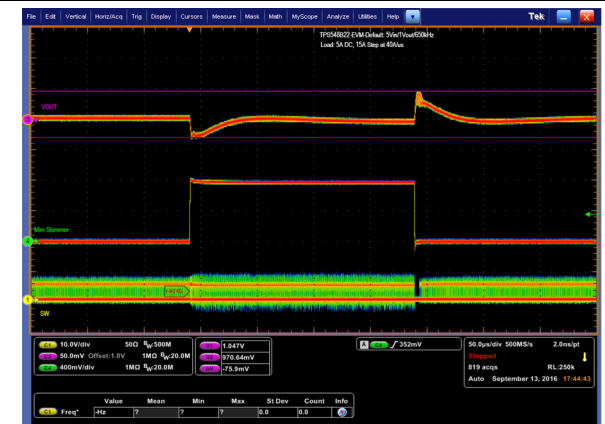 File Edit Vertical Horiz/Acq Trig Display Cursors Measure Mask Math MyScope Analyze Utilities Help Tek
TPS548B22-EVM-Default: 5Vin/1Vout/650kHz
Load: 5A DC, 15A Step at 40A/us
VOUT
Mini-Slammer
SW
C1 10.0V/div 50Ω BW:500M
50.0mV Offset:1.0V 1MΩ BW:20.0M
C4 400mV/div 1MΩ BW:20.0M
V1 1.047V
V2 970.64mV
ΔV -75.9mV
A C4 352mV
50.0µs/div 500MS/s 2.0ns/pt
Stopped
819 acqs RL:250k
Auto September 13, 2016 17:44:43
Value Mean Min Max St Dev Count Info
C1 Freq* -Hz ? ? ? 0.0 0.0